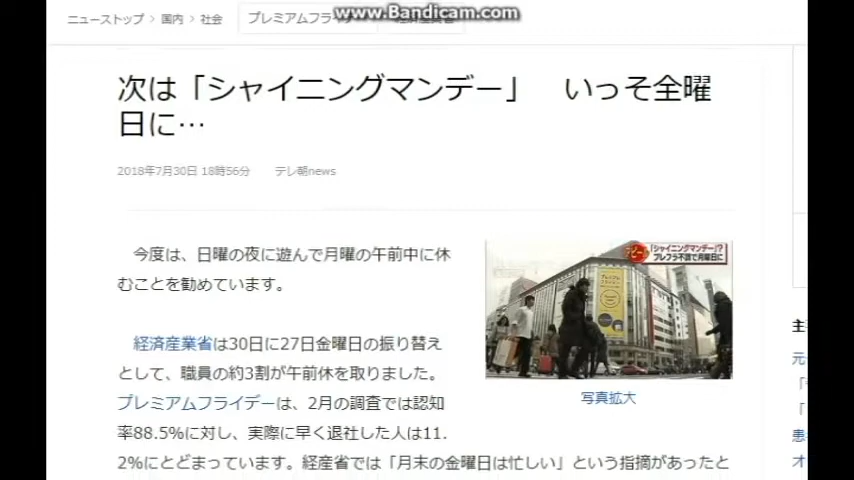 www.Bandicam.com
ニューストップ > 国内 > 社会
プレミアムフライデー
次は「シャイニングマンデー」　いっそ全曜
日に…
2018年7月30日 18時56分 テレ朝news
今度は、日曜の夜に遊んで月曜の午前中に休
むことを勧めています。
「シャイニングマンデー」?
プレフラ不調で月曜日に
写真拡大
経済産業省は30日に27日金曜日の振り替え
として、職員の約3割が午前休を取りました。
プレミアムフライデーは、2月の調査では認知
率88.5%に対し、実際に早く退社した人は11.
2%にとどまっています。経産省では「月末の金曜日は忙しい」という指摘があったと
主
元
「
「
患
オ